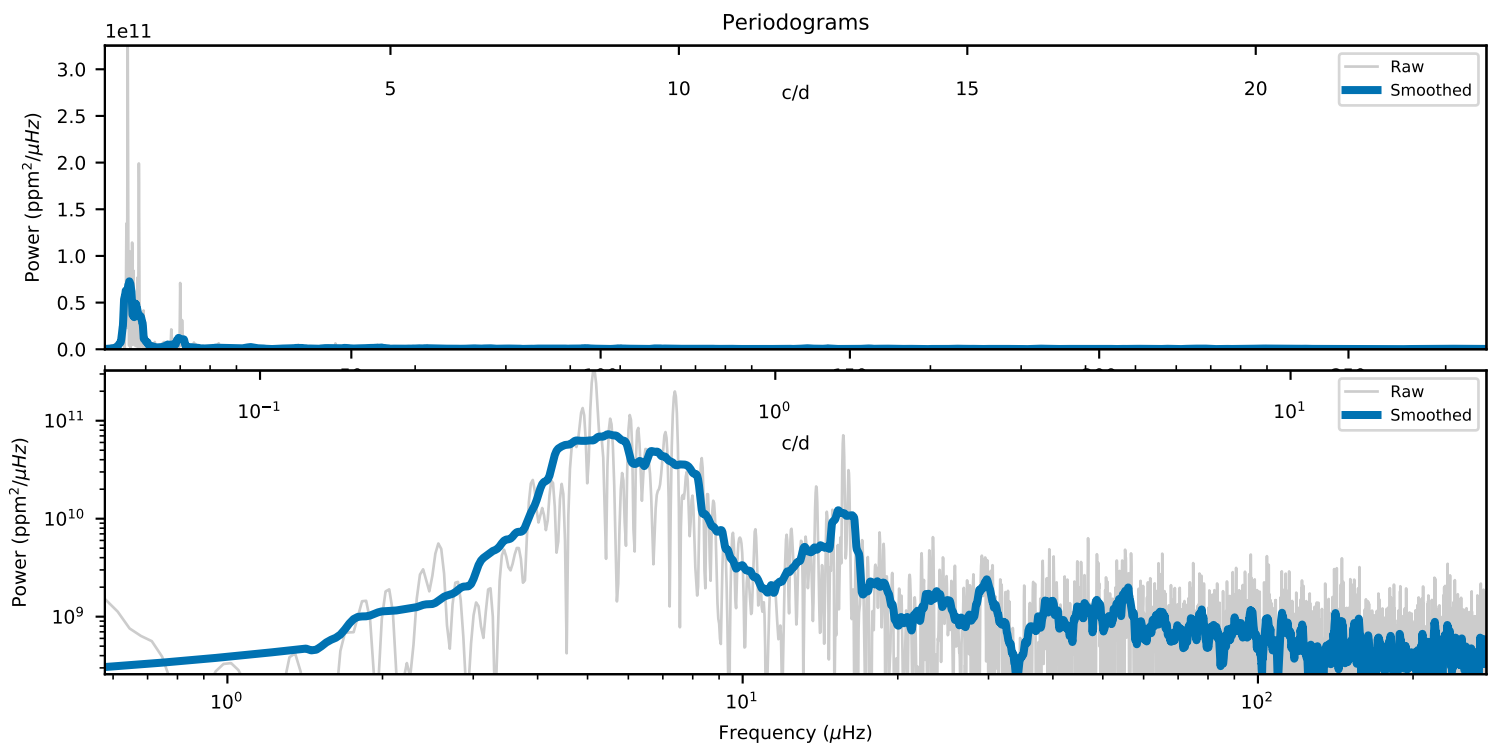 Periodograms
1e11
5 10 15 20
c/d
Raw
Smoothed
Power (ppm²/μHz)
3.0
2.5
2.0
1.5
1.0
0.5
0.0
10⁻¹ 10⁰ 10¹
c/d
Raw
Smoothed
Power (ppm²/μHz)
10¹¹
10¹⁰
10⁹
10⁰ 10¹ 10²
Frequency (μHz)